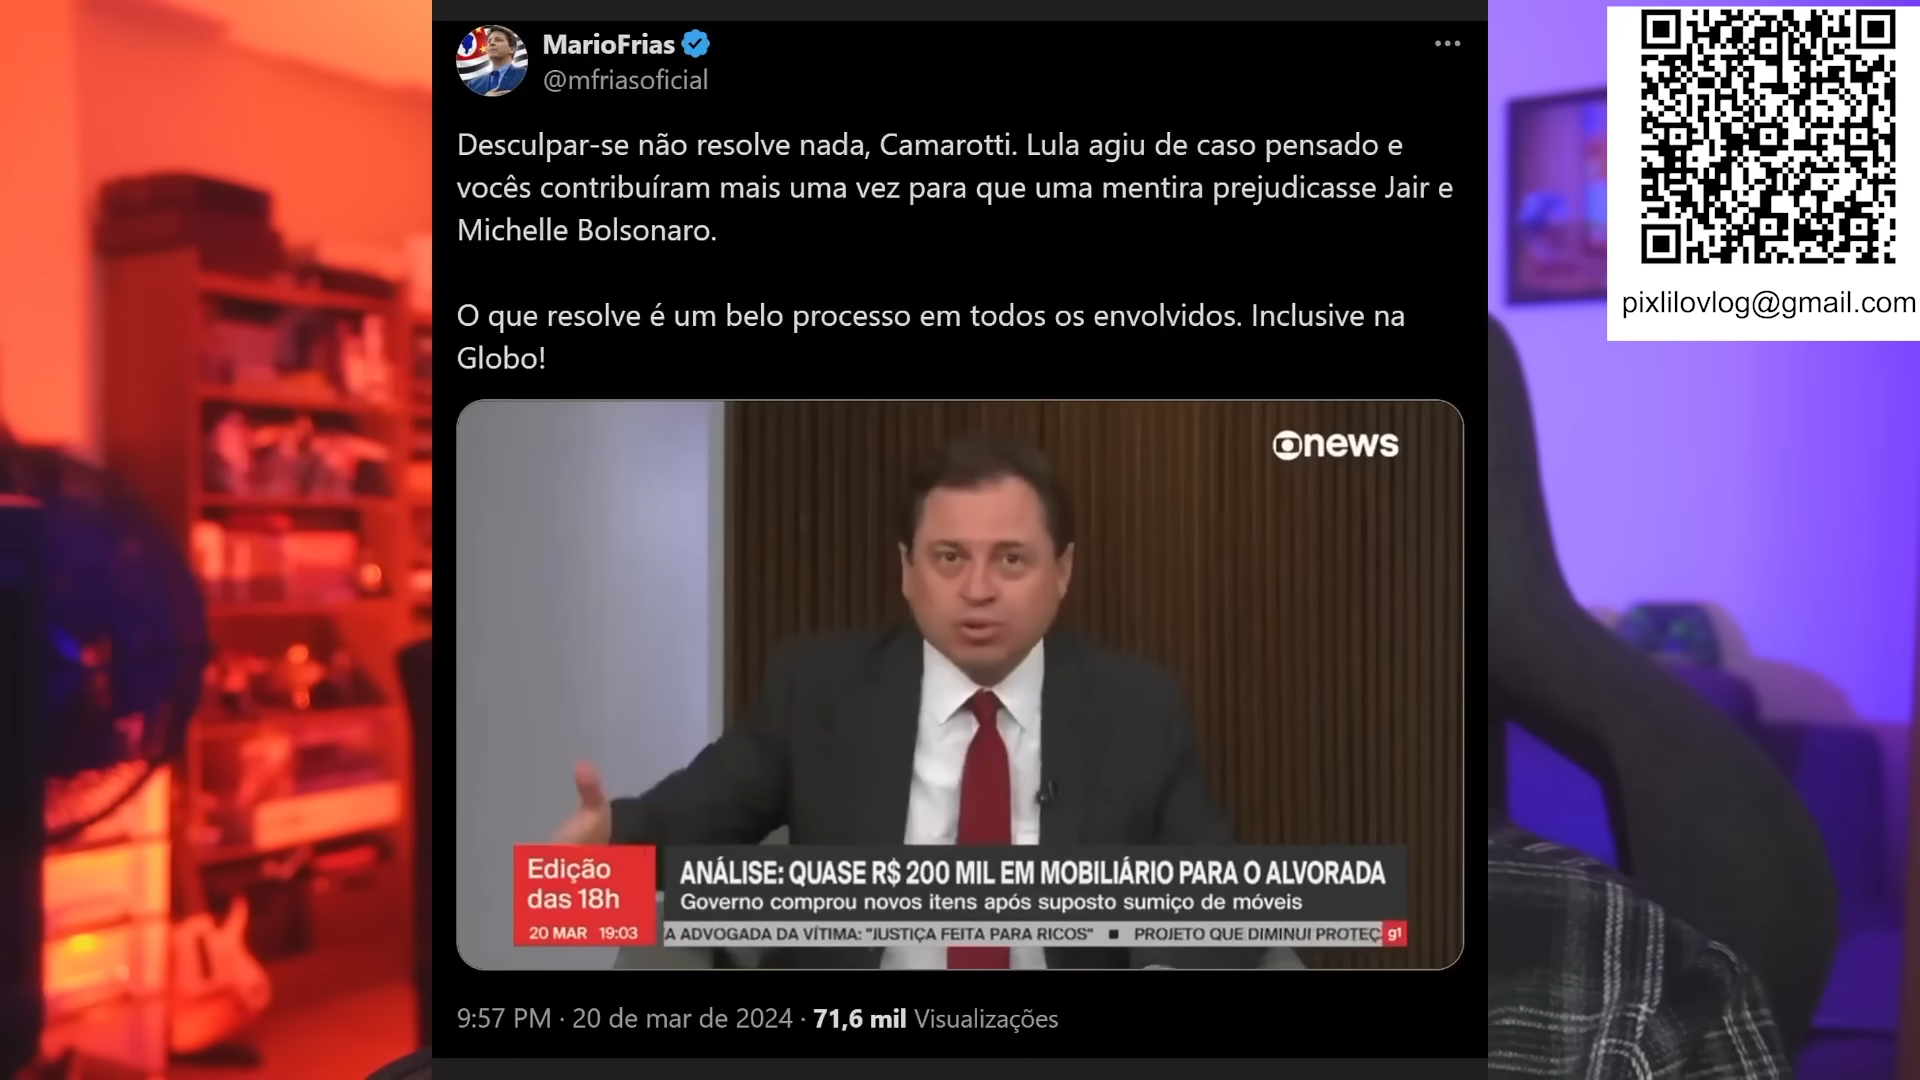 MarioFrias
@mfriasoficial
Desculpar-se não resolve nada, Camarotti. Lula agiu de caso pensado e
vocês contribuíram mais uma vez para que uma mentira prejudicasse Jair e
Michelle Bolsonaro.
O que resolve é um belo processo em todos os envolvidos. Inclusive na
Globo!
news
Edição
das 18h
20 MAR 19:03
ANÁLISE: QUASE R$ 200 MIL EM MOBILIÁRIO PARA O ALVORADA
Governo comprou novos itens após suposto sumiço de móveis
A ADVOGADA DA VÍTIMA: "JUSTIÇA FEITA PARA RICOS" ■ PROJETO QUE DIMINUI PROTEÇ
g1
9:57 PM · 20 de mar de 2024 · 71,6 mil Visualizações
pixlilovlog@gmail.com